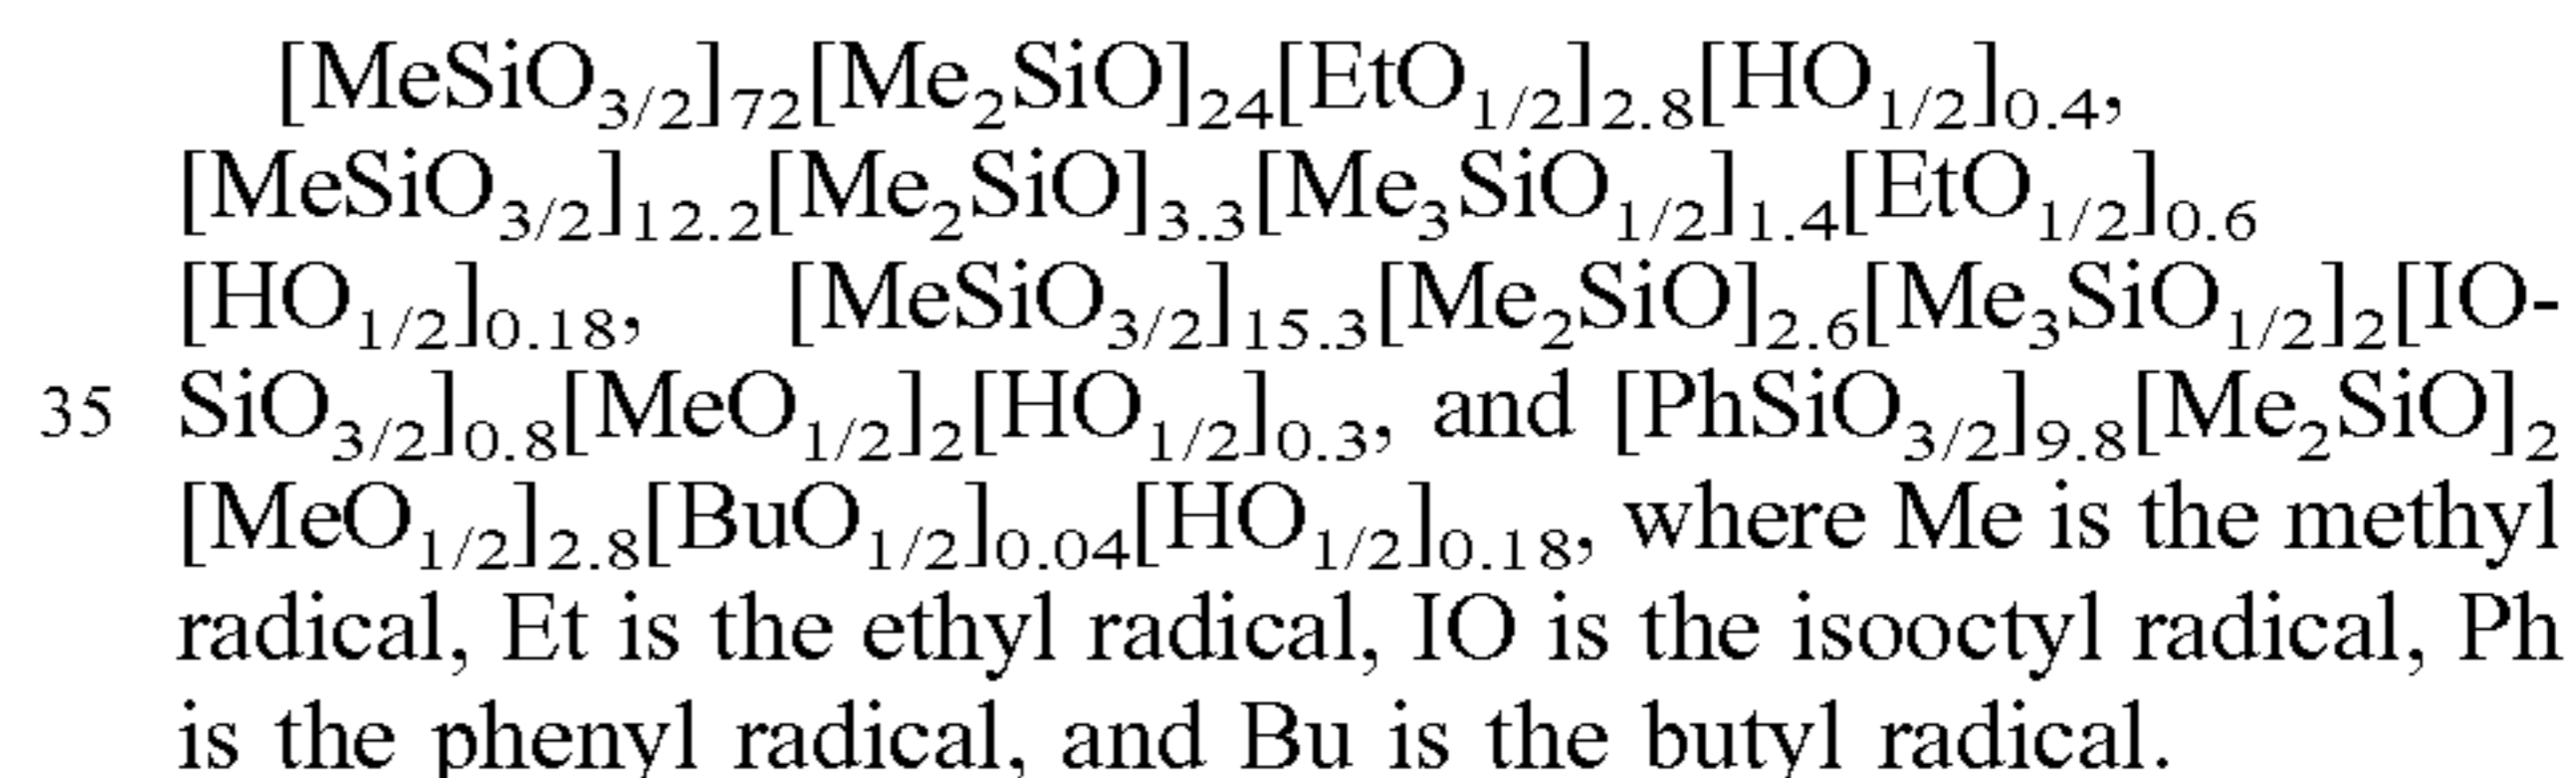 [MeSiO3/2]72[Me2SiO]24[EtO1/2]2.8[HO1/2]0.4,
[MeSiO3/2]12.2[Me2SiO]3.3[Me3SiO1/2]1.4[EtO1/2]0.6
[HO1/2]0.18, [MeSiO3/2]15.3[Me2SiO]2.6[Me3SiO1/2]2[IO-
35 SiO3/2]0.8[MeO1/2]2[HO1/2]0.3, and [PhSiO3/2]9.8[Me2SiO]2
[MeO1/2]2.8[BuO1/2]0.04[HO1/2]0.18, where Me is the methyl
radical, Et is the ethyl radical, IO is the isooctyl radical, Ph
is the phenyl radical, and Bu is the butyl radical.